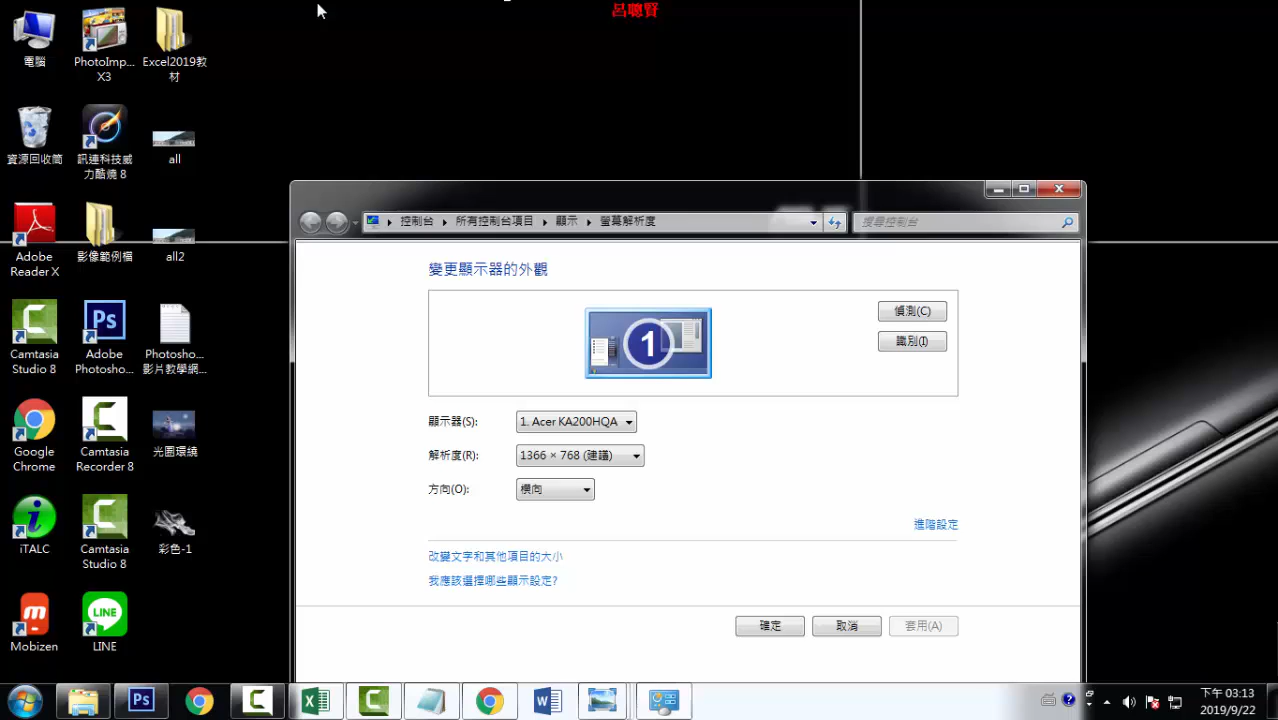 呂聰賢
電腦
PhotoImp...
X3
Excel2019教
材
資源回收筒
訊連科技威
力酷燒 8
all
Adobe
Reader X
影像範例檔
all2
Camtasia
Studio 8
Ps
Adobe
Photosho...
Photosho...
影片教學網...
Google
Chrome
Camtasia
Recorder 8
光圈環繞
iTALC
Camtasia
Studio 8
彩色-1
Mobizen
LINE
LINE
控制台
所有控制台項目
顯示
螢幕解析度
搜尋控制台
變更顯示器的外觀
1
偵測(C)
識別(I)
顯示器(S):
1. Acer KA200HQA
解析度(R):
1366 × 768 (建議)
方向(O):
橫向
進階設定
改變文字和其他項目的大小
我應該選擇哪些顯示設定?
確定
取消
套用(A)
Ps
下午 03:13
2019/9/22